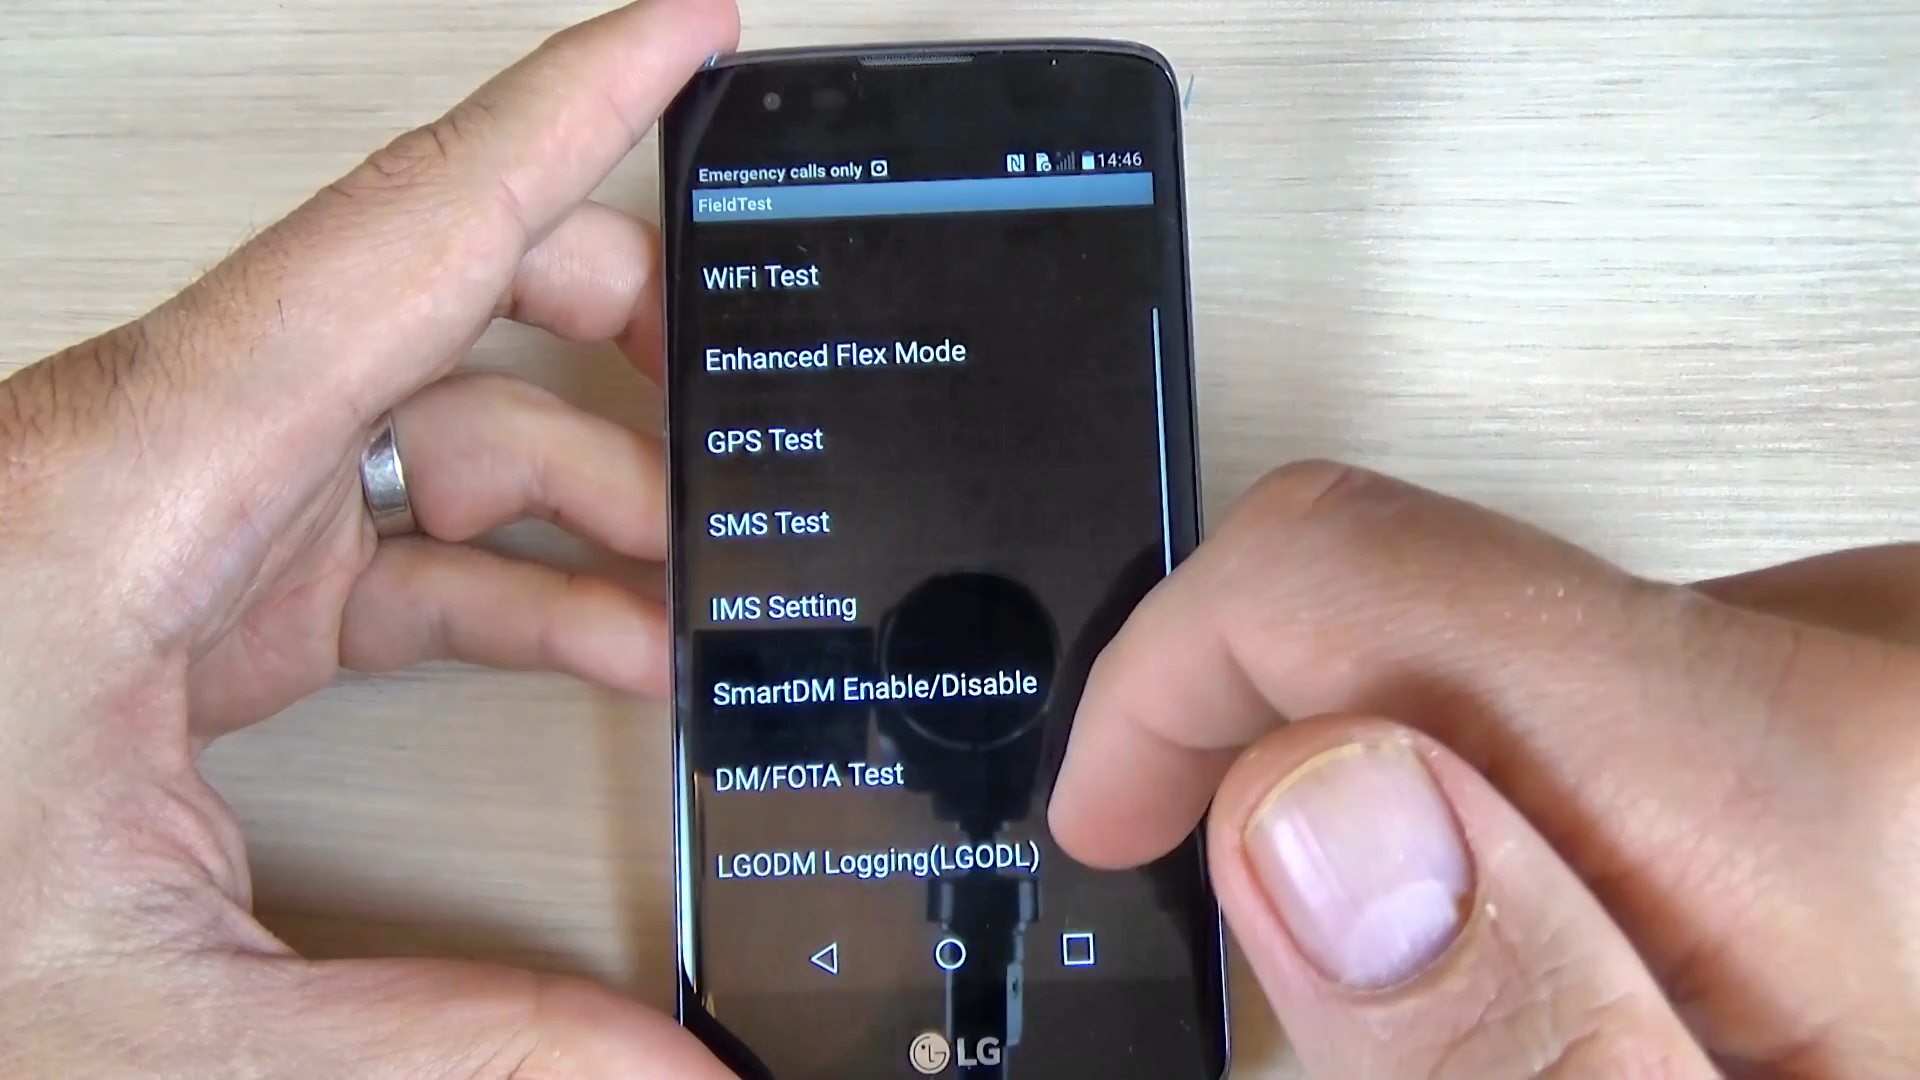 Emergency calls only
14:46
FieldTest
WiFi Test
Enhanced Flex Mode
GPS Test
SMS Test
IMS Setting
SmartDM Enable/Disable
DM/FOTA Test
LGODM Logging(LGODL)
LG